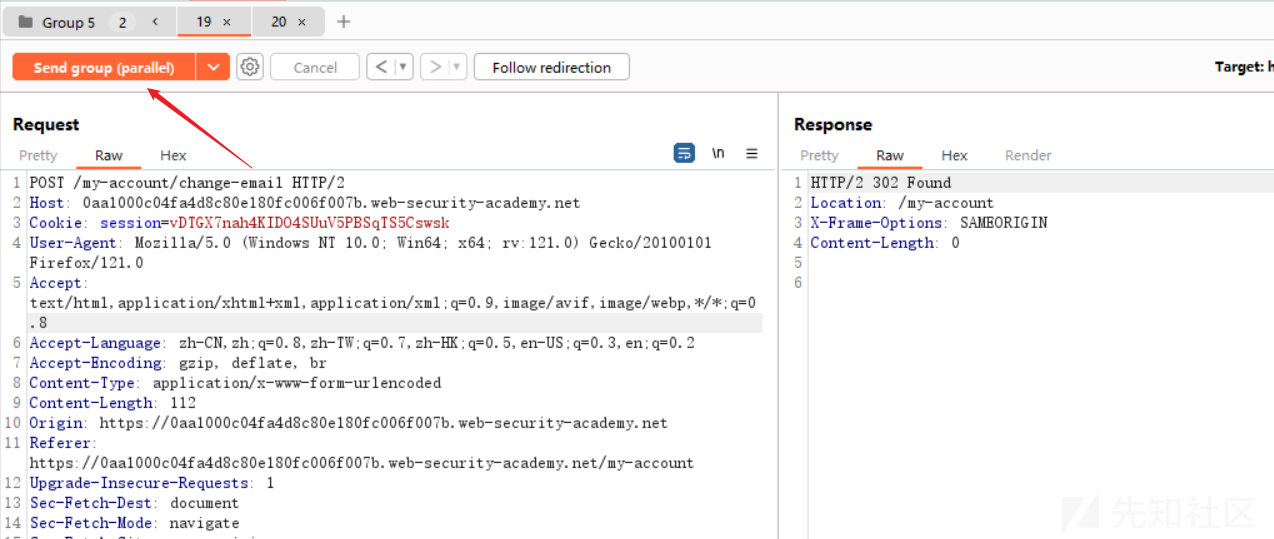 Group 5 2 < 19 × 20 × +
Send group (parallel) Cancel < > Follow redirection Target: h
Request
Pretty Raw Hex \n
1 POST /my-account/change-email HTTP/2
2 Host: 0aa1000c04fa4d8c80e180fc006f007b.web-security-academy.net
3 Cookie: session=vDTGX7nah4KIDO4SUuV5PBSqTS5Cswsk
4 User-Agent: Mozilla/5.0 (Windows NT 10.0; Win64; x64; rv:121.0) Gecko/20100101
Firefox/121.0
5 Accept:
text/html,application/xhtml+xml,application/xml;q=0.9,image/avif,image/webp,*/*;q=0
.8
6 Accept-Language: zh-CN,zh;q=0.8,zh-TW;q=0.7,zh-HK;q=0.5,en-US;q=0.3,en;q=0.2
7 Accept-Encoding: gzip, deflate, br
8 Content-Type: application/x-www-form-urlencoded
9 Content-Length: 112
10 Origin: https://0aa1000c04fa4d8c80e180fc006f007b.web-security-academy.net
11 Referer:
https://0aa1000c04fa4d8c80e180fc006f007b.web-security-academy.net/my-account
12 Upgrade-Insecure-Requests: 1
13 Sec-Fetch-Dest: document
14 Sec-Fetch-Mode: navigate
Response
Pretty Raw Hex Render
1 HTTP/2 302 Found
2 Location: /my-account
3 X-Frame-Options: SAMEORIGIN
4 Content-Length: 0
5
6
先知社区